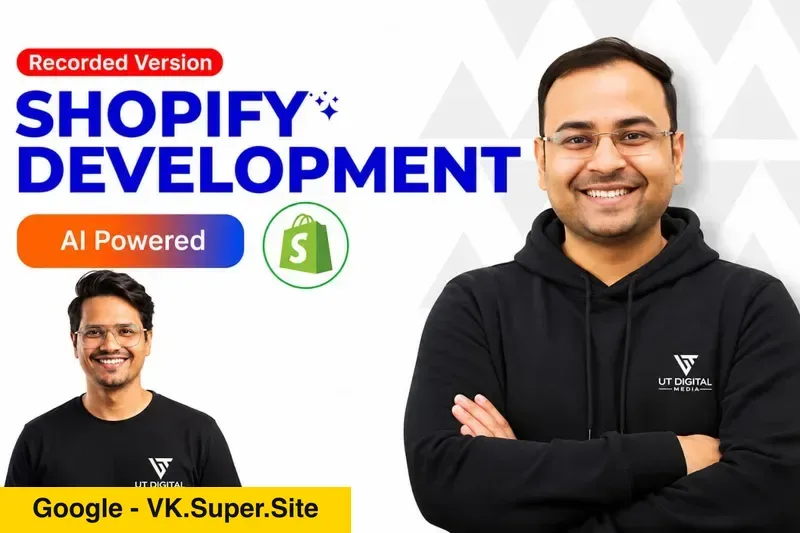 Recorded Version
SHOPIFY
DEVELOPMENT
AI Powered
S
UT DIGITAL
MEDIA
UT DIGITAL
Google - VK.Super.Site